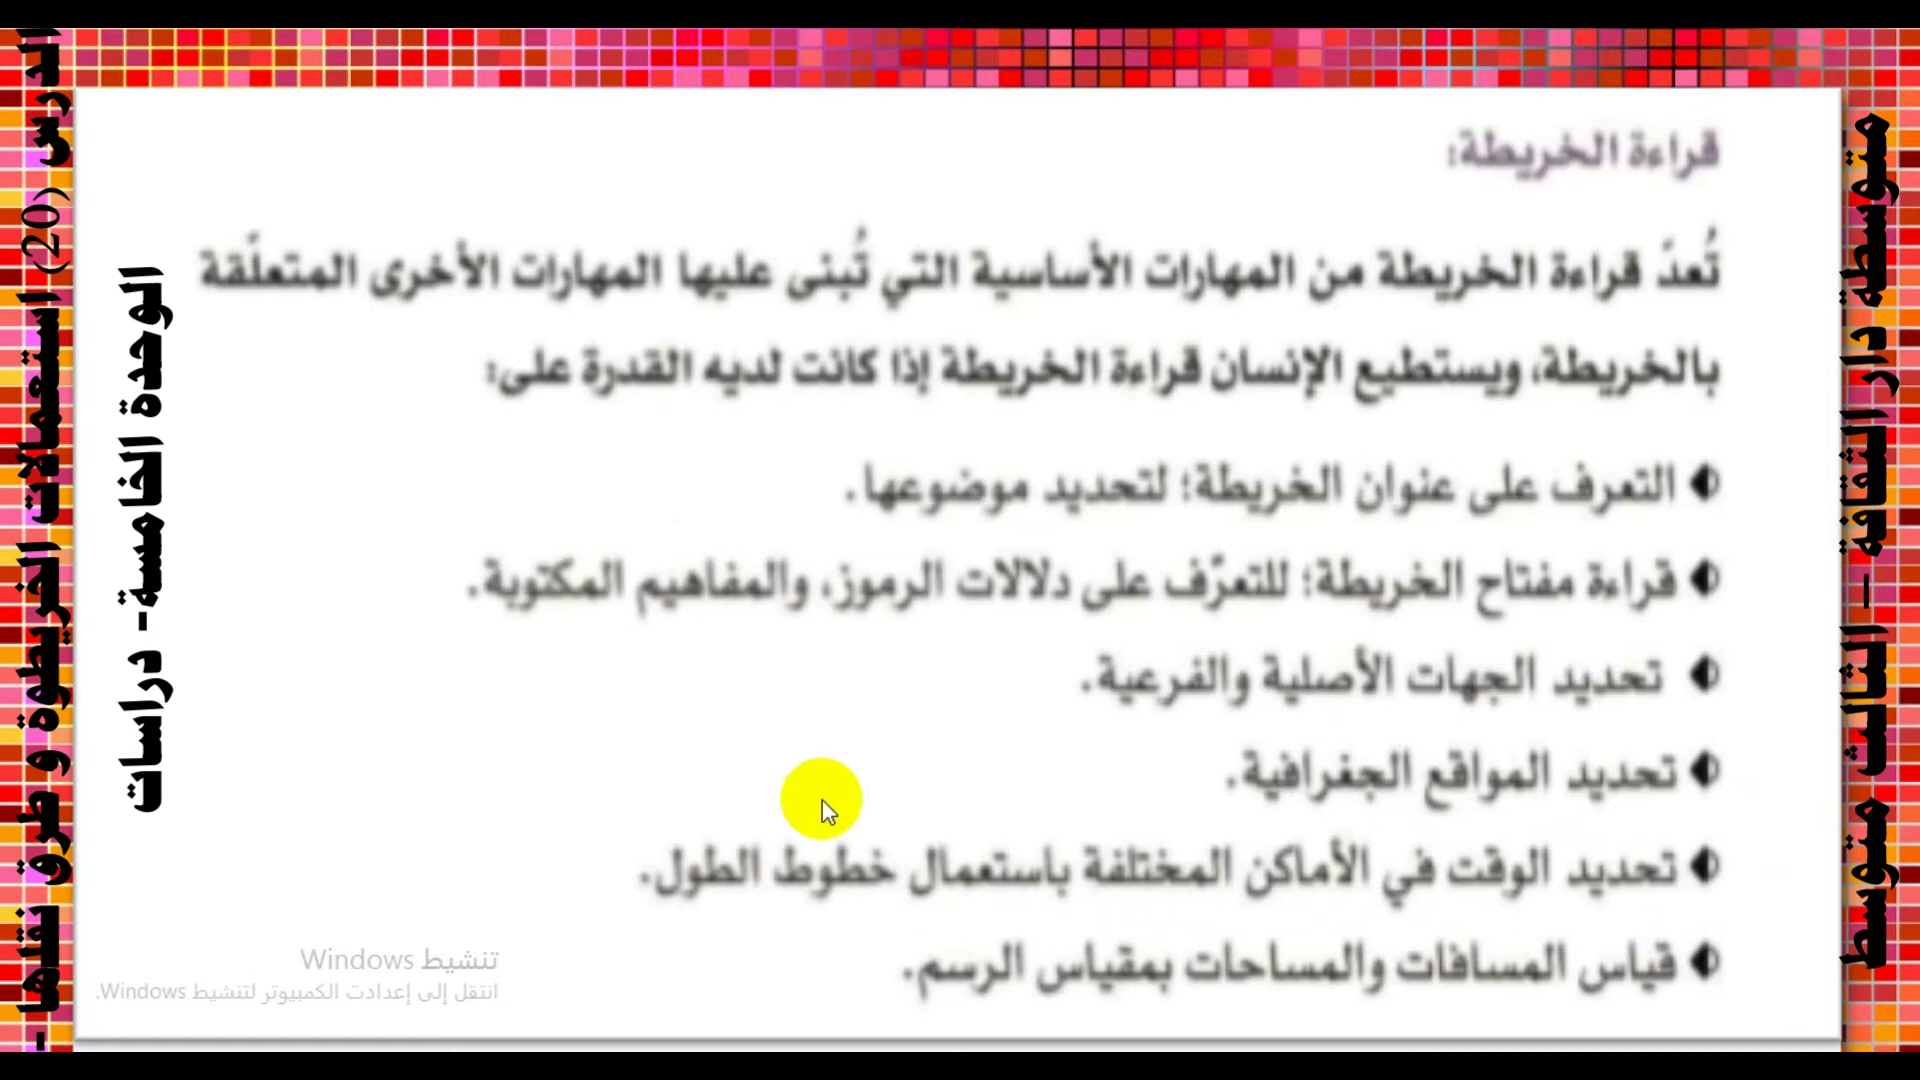 قراءة الخريطة:
تُعدّ قراءة الخريطة من المهارات الأساسية التي تُبنى عليها المهارات الأخرى المتعلّقة
بالخريطة، ويستطيع الإنسان قراءة الخريطة إذا كانت لديه القدرة على:
التعرف على عنوان الخريطة؛ لتحديد موضوعها.
قراءة مفتاح الخريطة؛ للتعرّف على دلالات الرموز، والمفاهيم المكتوبة.
تحديد الجهات الأصلية والفرعية.
تحديد المواقع الجغرافية.
تحديد الوقت في الأماكن المختلفة باستعمال خطوط الطول.
قياس المسافات والمساحات بمقياس الرسم.
متوسطه دار الثقافه – الثالث متوسط
الوحدة الخامسة- دراسات
الدرس (20) استعمالات الخريطوة و طرق نقلها -
تنشيط Windows
انتقل إلى إعدادت الكمبيوتر لتنشيط Windows.